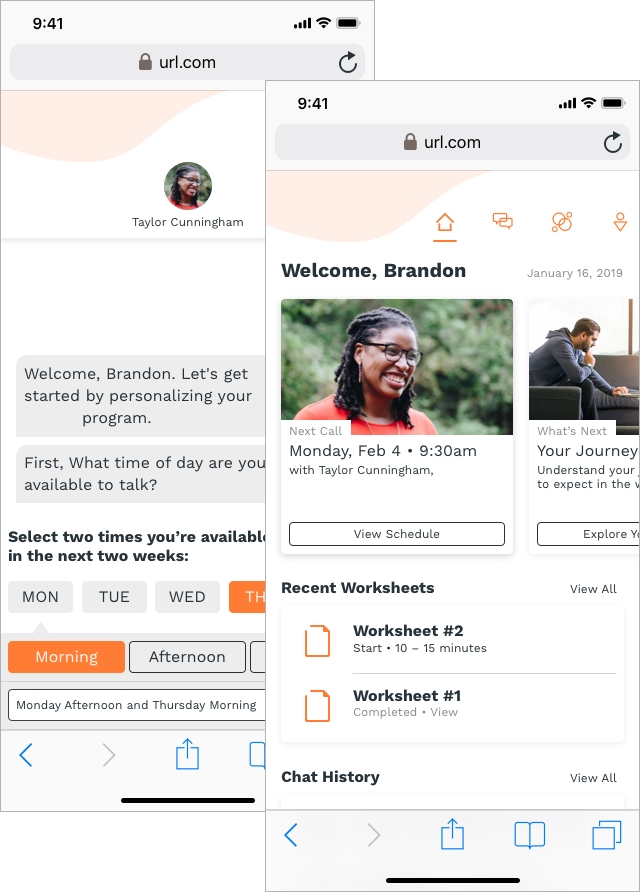 9:41
url.com
Taylor Cunningham
Welcome, Brandon. Let's get
started by personalizing your
program.
First, What time of day are you
available to talk?
Select two times you’re available
in the next two weeks:
MON TUE WED TH
Morning Afternoon
Monday Afternoon and Thursday Morning
9:41
url.com
Welcome, Brandon
January 16, 2019
Next Call
Monday, Feb 4 • 9:30am
with Taylor Cunningham,
View Schedule
What’s Next
Your Journey
Understand your
to expect in the
Explore
Recent Worksheets
View All
Worksheet #2
Start • 10 – 15 minutes
Worksheet #1
Completed • View
Chat History
View All